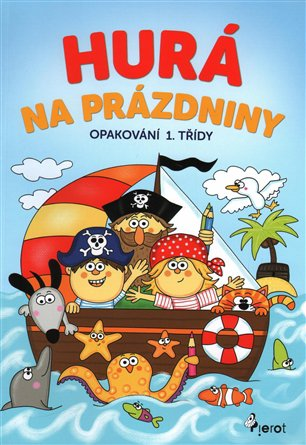 HURÁ
NA PRÁZDNINY
OPAKOVÁNÍ 1. TŘÍDY
Pierot